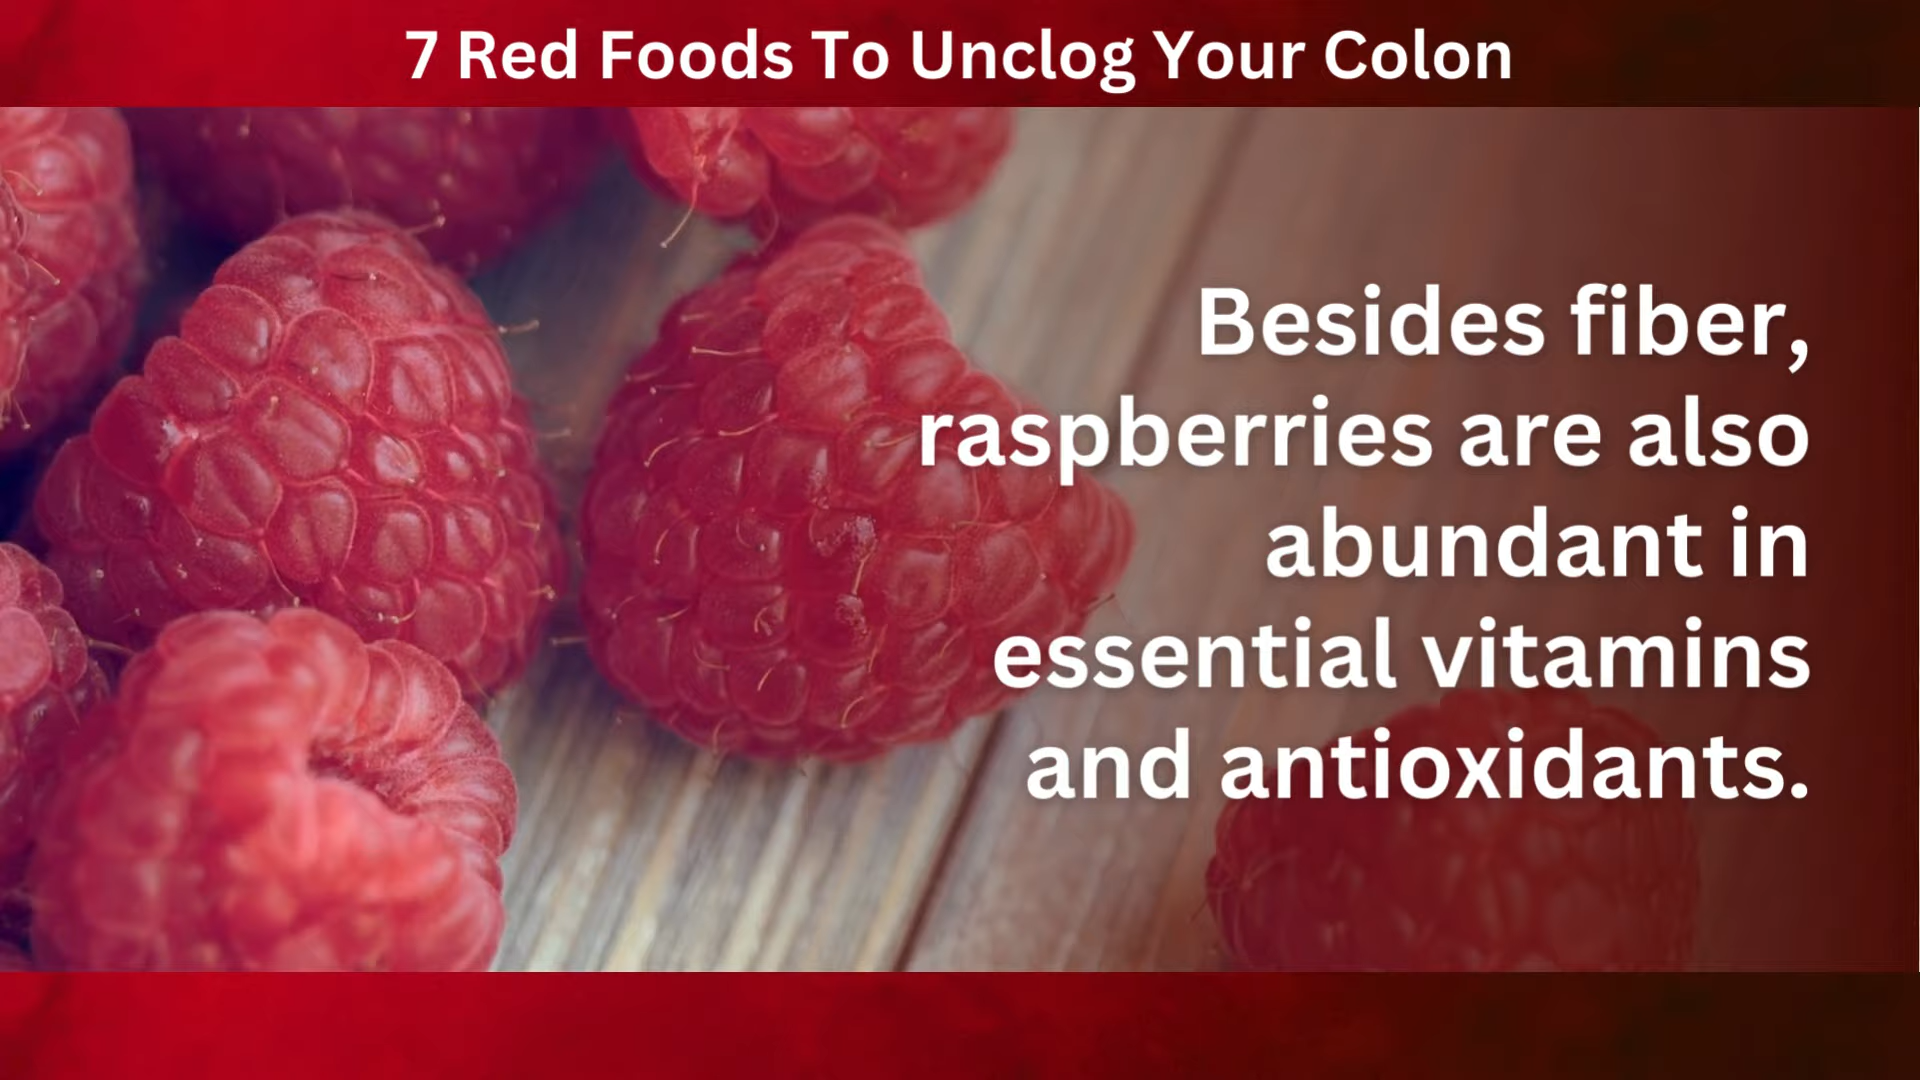 7 Red Foods To Unclog Your Colon
Besides fiber,
raspberries are also
abundant in
essential vitamins
and antioxidants.